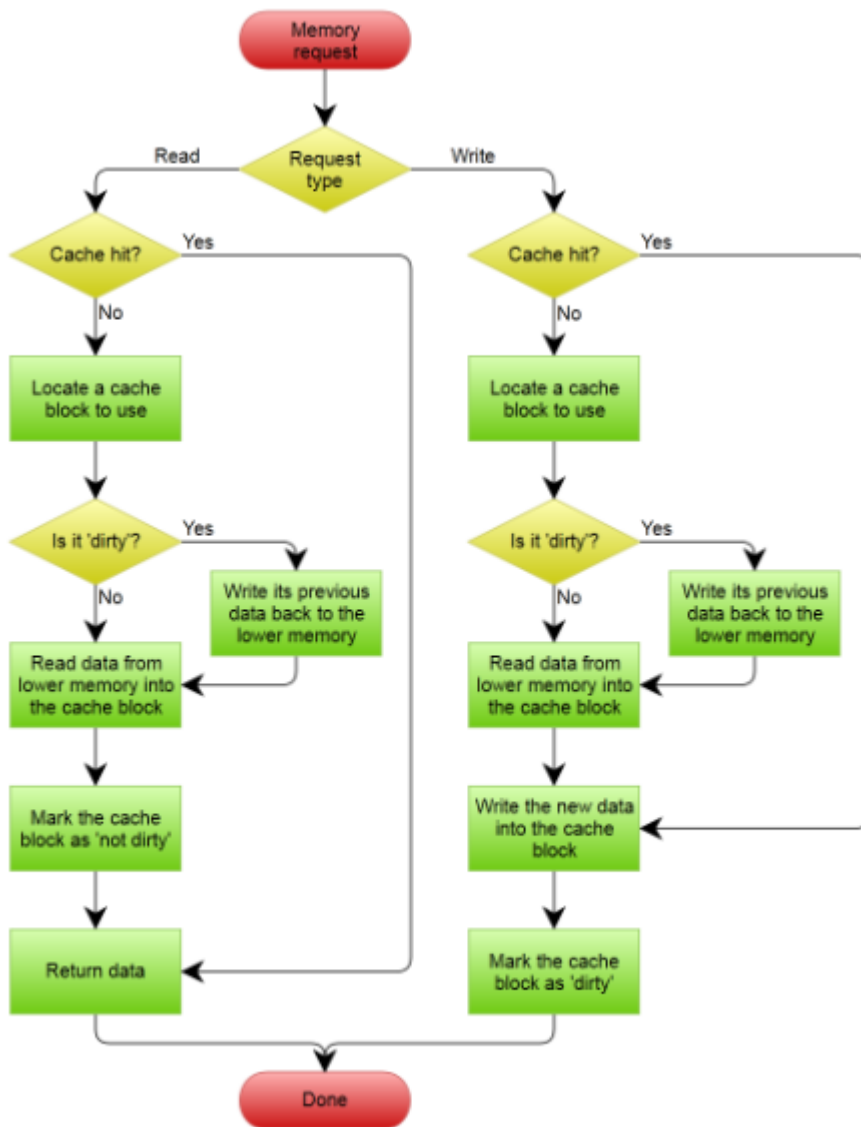 Memory
request
Request
type
Read
Write
Cache hit?
Yes
No
Cache hit?
Yes
No
Locate a cache
block to use
Locate a cache
block to use
Is it 'dirty'?
Yes
No
Write its previous
data back to the
lower memory
Is it 'dirty'?
Yes
No
Write its previous
data back to the
lower memory
Read data from
lower memory into
the cache block
Read data from
lower memory into
the cache block
Mark the cache
block as 'not dirty'
Write the new data
into the cache
block
Return data
Mark the cache
block as 'dirty'
Done